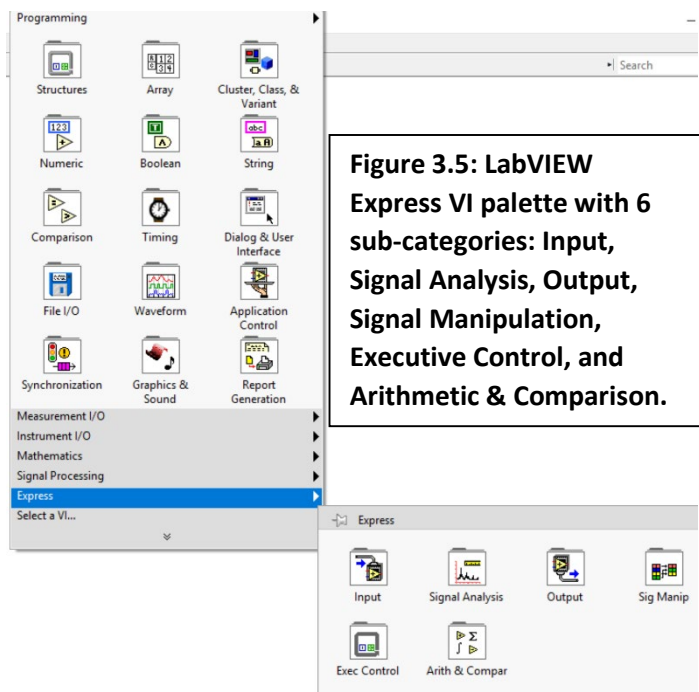 Programming
Search
Structures
Array
Cluster, Class, &
Variant
Numeric
Boolean
String
Comparison
Timing
Dialog & User
Interface
File I/O
Waveform
Application
Control
Synchronization
Graphics &
Sound
Report
Generation
Measurement I/O
Instrument I/O
Mathematics
Signal Processing
Express
Select a VI...
Figure 3.5: LabVIEW
Express VI palette with 6
sub-categories: Input,
Signal Analysis, Output,
Signal Manipulation,
Executive Control, and
Arithmetic & Comparison.
Express
Input
Signal Analysis
Output
Sig Manip
Exec Control
Arith & Compar